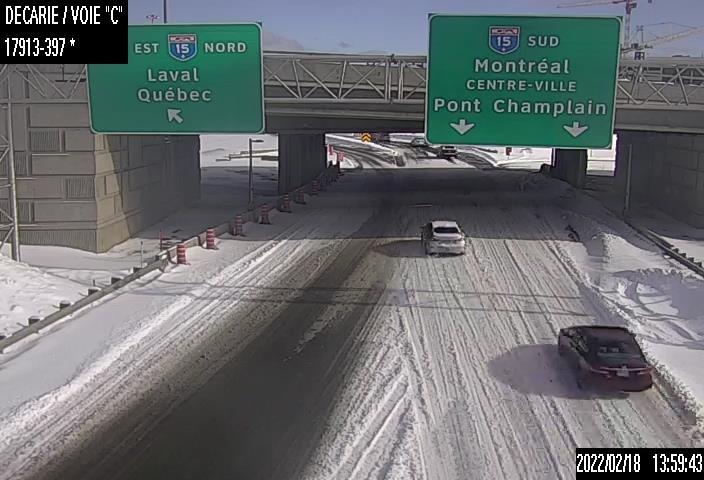 DECARIE / VOIE "C"
17913-397 *
EST 15 NORD
Laval
Québec
15 SUD
Montréal
CENTRE-VILLE
Pont Champlain
2022/02/18 13:59:43